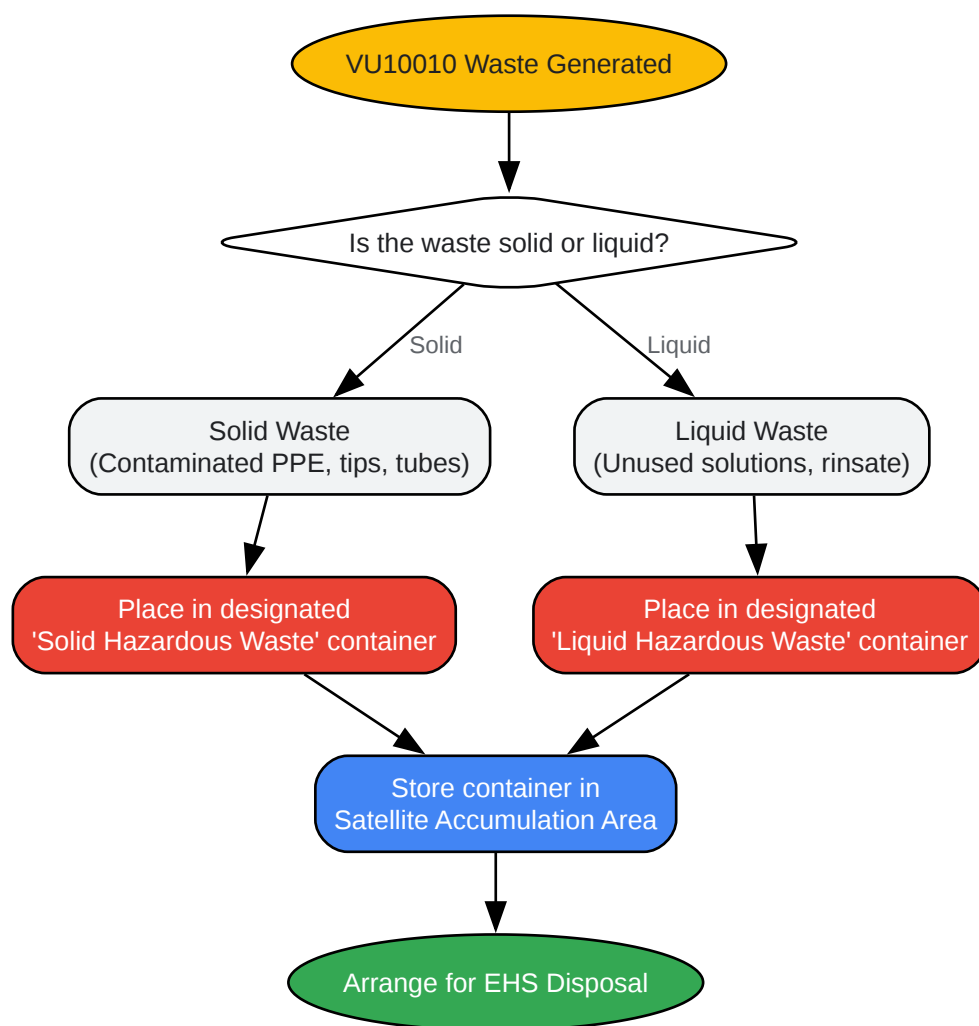 VU10010 Waste Generated
Is the waste solid or liquid?
Solid
Liquid
Solid Waste
(Contaminated PPE, tips, tubes)
Liquid Waste
(Unused solutions, rinsate)
Place in designated
'Solid Hazardous Waste' container
Place in designated
'Liquid Hazardous Waste' container
Store container in
Satellite Accumulation Area
Arrange for EHS Disposal